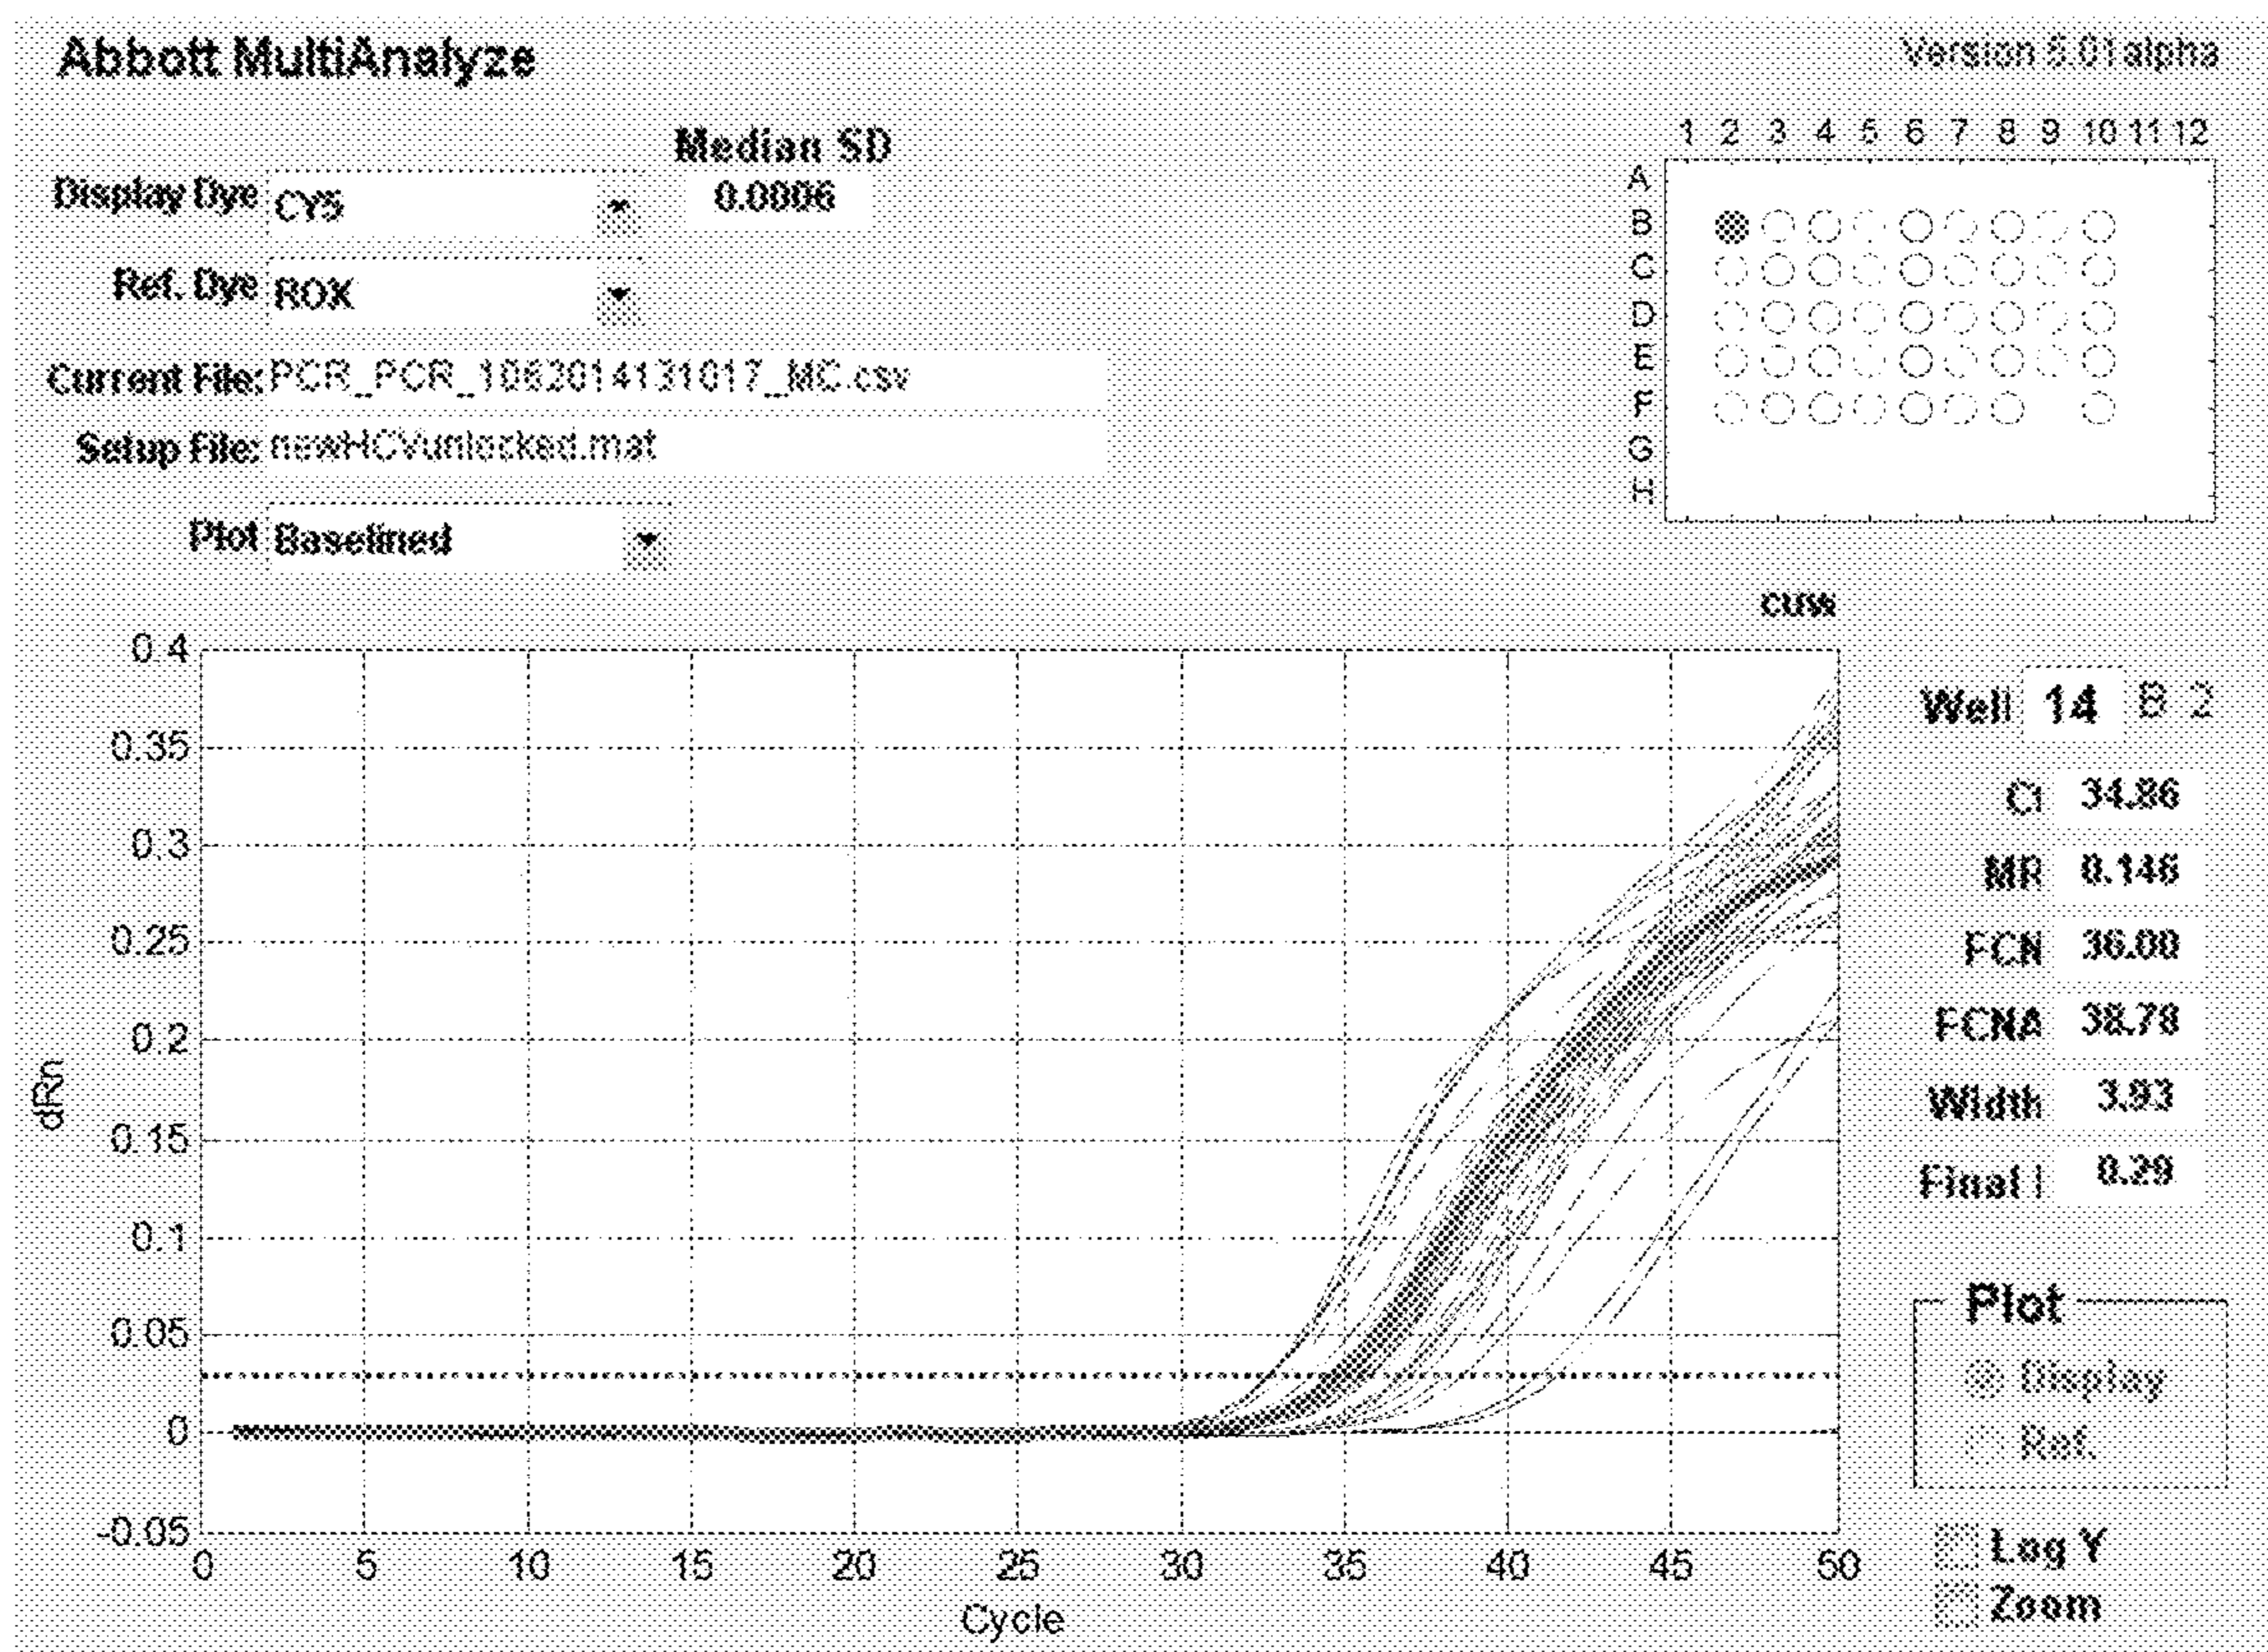 Abbott MultiAnalyze
Version 5.01alpha
Median SD
Display Dye CY5 0.0006
Ref. Dye ROX
Current File: PCR_PCR_1062014131017_MC.csv
Setup File: newHCVunlocked.mat
Plot Baselined
1 2 3 4 5 6 7 8 9 10 11 12
A
B
C
D
E
F
G
H
cuw
0.4
0.35
0.3
0.25
0.2
0.15
0.1
0.05
0
-0.05
dRn
0 5 10 15 20 25 30 35 40 45 50
Cycle
Well 14 B 2
Ct 34.86
MR 0.146
FCN 36.00
FCNA 38.78
Width 3.93
Final I 0.29
Plot
Display
Ref.
Log Y
Zoom